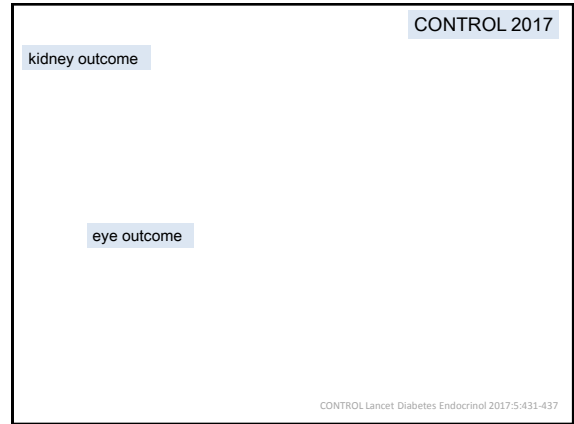 CONTROL 2017
kidney outcome
eye outcome
CONTROL Lancet Diabetes Endocrinol 2017:5:431-437